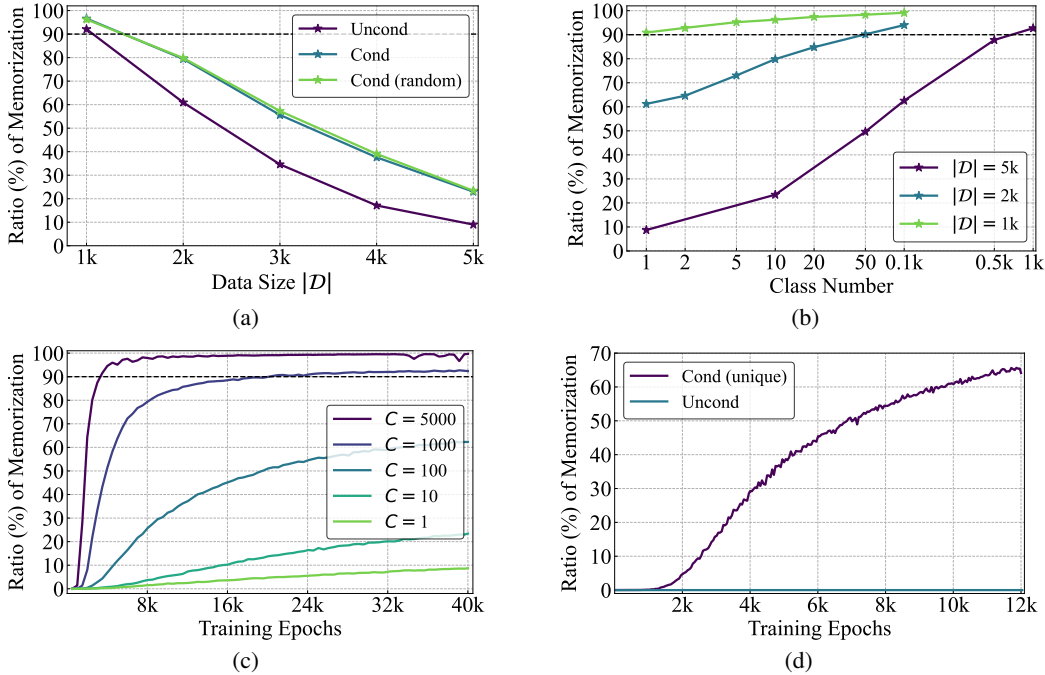 100
90
80
70
60
50
40
30
20
10
0
Ratio (%) of Memorization
Uncond
Cond
Cond (random)
1k 2k 3k 4k 5k
Data Size |𝒟|
(a)
100
90
80
70
60
50
40
30
20
10
0
Ratio (%) of Memorization
|𝒟| = 5k
|𝒟| = 2k
|𝒟| = 1k
1 2 5 10 20 50 0.1k 0.5k 1k
Class Number
(b)
100
90
80
70
60
50
40
30
20
10
0
Ratio (%) of Memorization
C = 5000
C = 1000
C = 100
C = 10
C = 1
8k 16k 24k 32k 40k
Training Epochs
(c)
70
60
50
40
30
20
10
0
Ratio (%) of Memorization
Cond (unique)
Uncond
2k 4k 6k 8k 10k 12k
Training Epochs
(d)